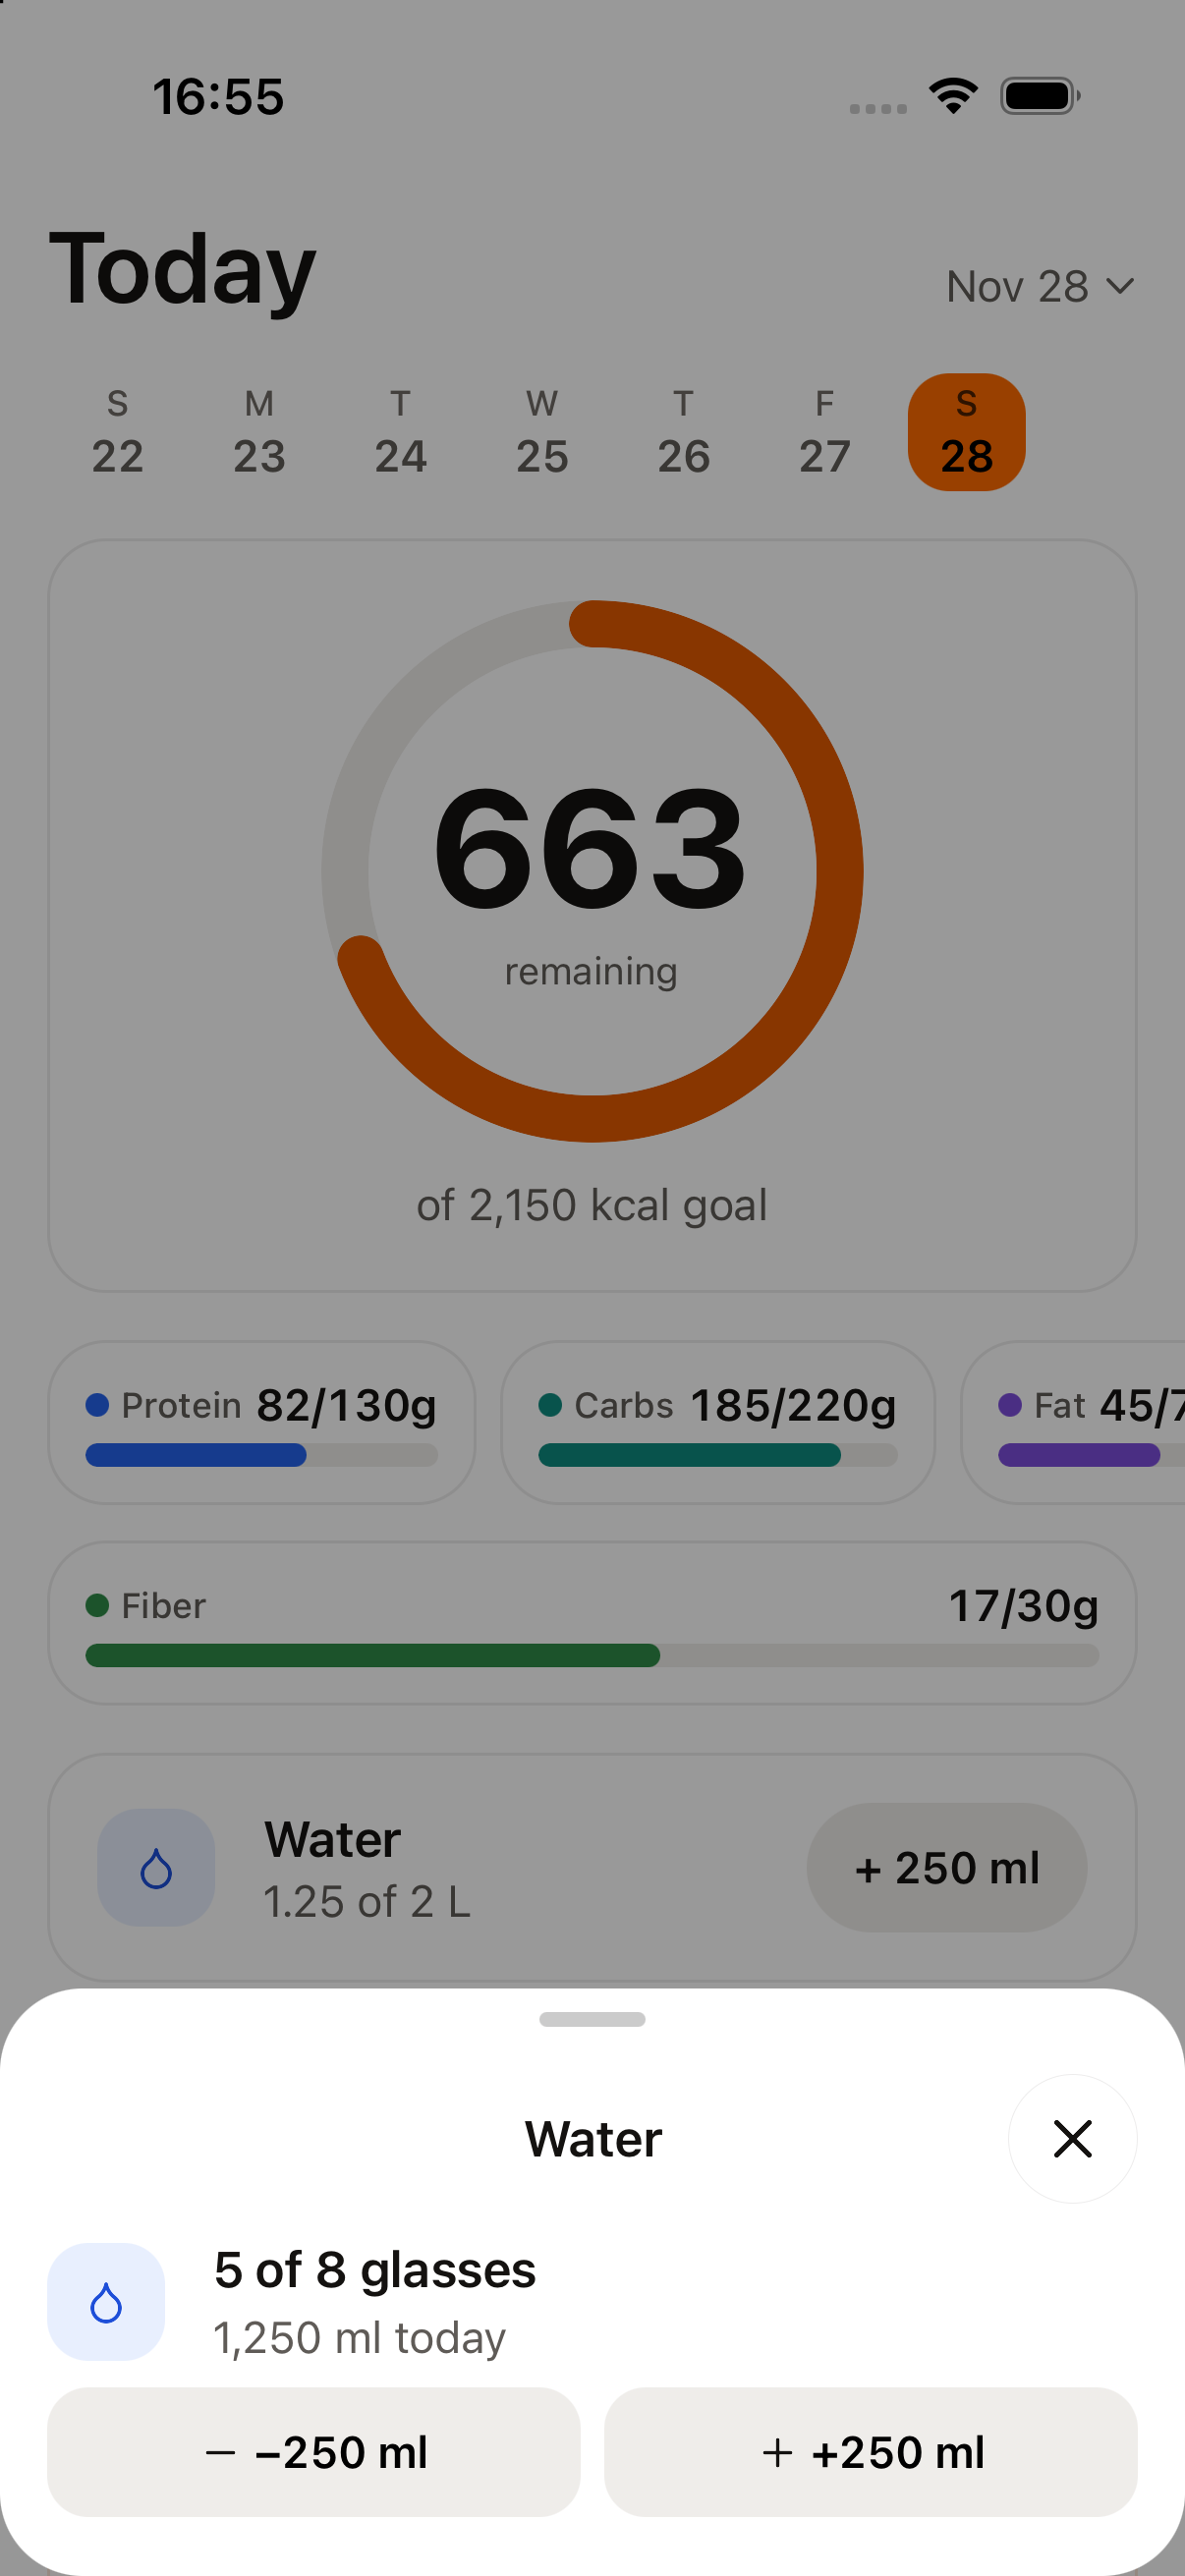 16:55
Today
Nov 28
S M T W T F S
22 23 24 25 26 27 28
663
remaining
of 2,150 kcal goal
Protein 82/130g
Carbs 185/220g
Fat 45/7
Fiber 17/30g
Water
1.25 of 2 L
+ 250 ml
Water
5 of 8 glasses
1,250 ml today
−250 ml
+250 ml